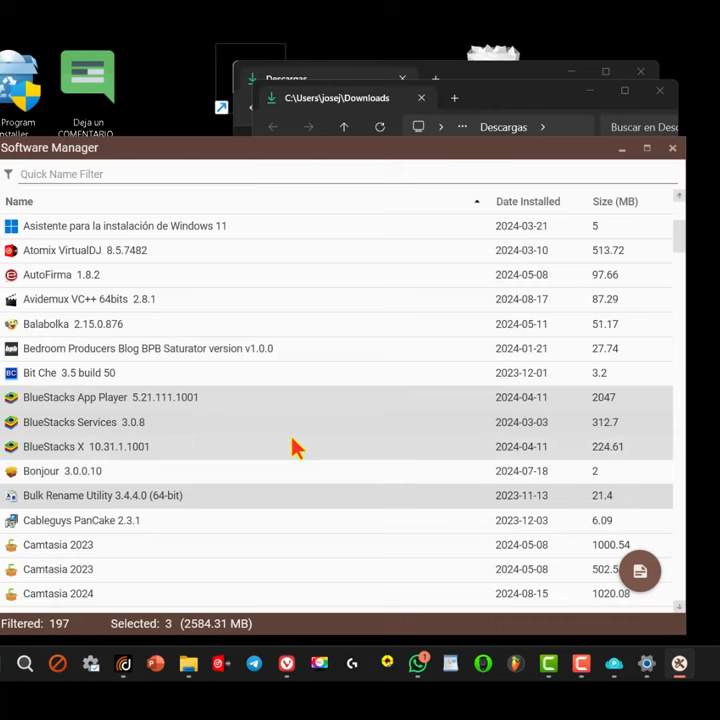 Program
Installer
Deja un
COMENTARIO
Descargas
C:\Users\josej\Downloads
Descargas
Buscar en Desc
Software Manager
Quick Name Filter
Name Date Installed Size (MB)
Asistente para la instalación de Windows 11 2024-03-21 5
Atomix VirtualDJ 8.5.7482 2024-03-10 513.72
AutoFirma 1.8.2 2024-05-08 97.66
Avidemux VC++ 64bits 2.8.1 2024-08-17 87.29
Balabolka 2.15.0.876 2024-05-11 51.17
Bedroom Producers Blog BPB Saturator version v1.0.0 2024-01-21 27.74
BC Bit Che 3.5 build 50 2023-12-01 3.2
BlueStacks App Player 5.21.111.1001 2024-04-11 2047
BlueStacks Services 3.0.8 2024-03-03 312.7
BlueStacks X 10.31.1.1001 2024-04-11 224.61
Bonjour 3.0.0.10 2024-07-18 2
Bulk Rename Utility 3.4.4.0 (64-bit) 2023-11-13 21.4
Cableguys PanCake 2.3.1 2023-12-03 6.09
Camtasia 2023 2024-05-08 1000.54
Camtasia 2023 2024-05-08 502.5
Camtasia 2024 2024-08-15 1020.08
Filtered: 197 Selected: 3 (2584.31 MB)
1